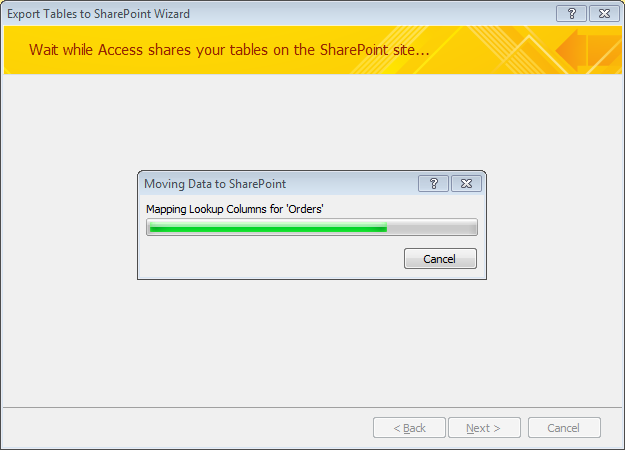 Export Tables to SharePoint Wizard
Wait while Access shares your tables on the SharePoint site...
Moving Data to SharePoint
Mapping Lookup Columns for 'Orders'
Cancel
< Back
Next >
Cancel